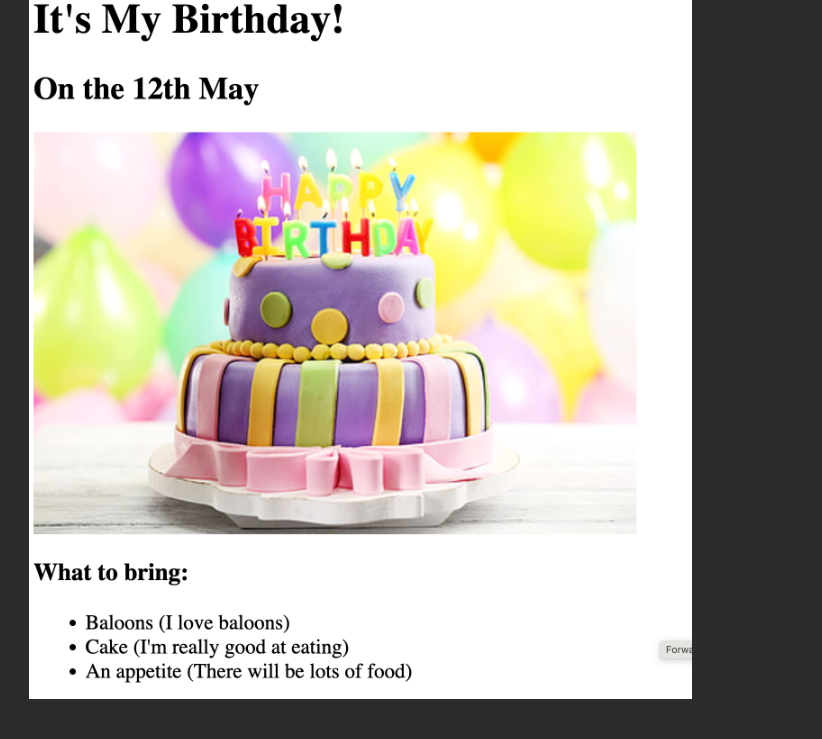 It's My Birthday!
On the 12th May
HAPPY
BIRTHDAY
What to bring:
Baloons (I love baloons)
Cake (I'm really good at eating)
An appetite (There will be lots of food)